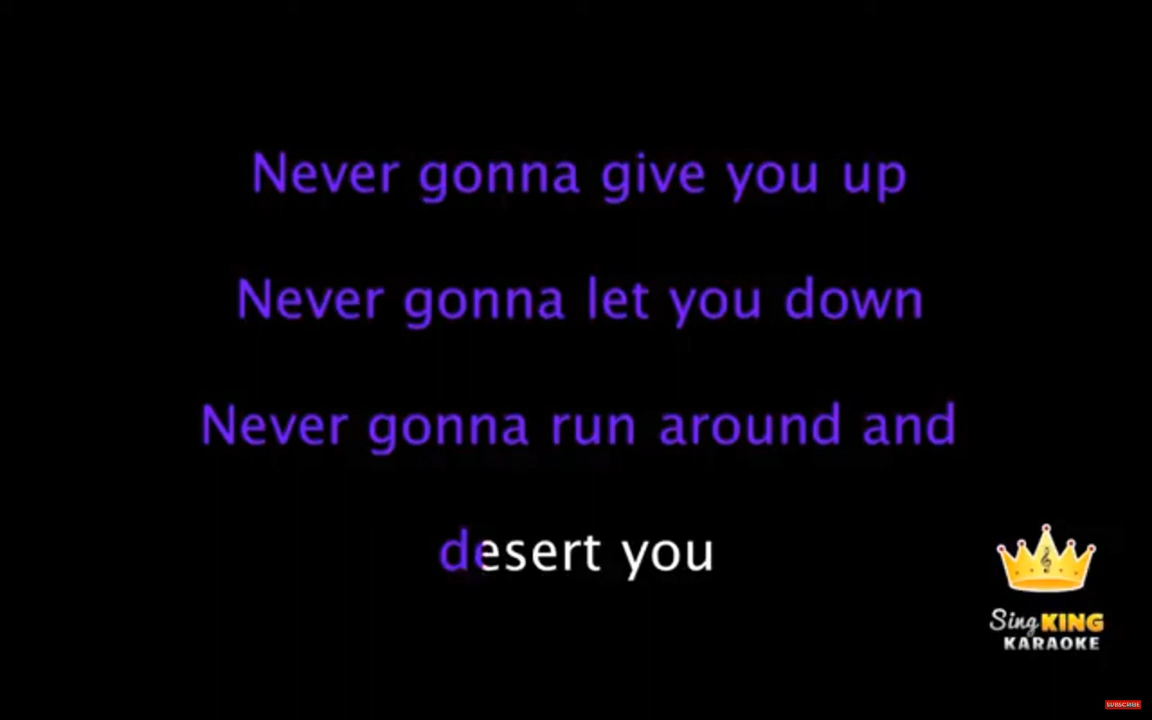 Never gonna give you up
Never gonna let you down
Never gonna run around and
desert you
Sing KING
KARAOKE
SUBSCRIBE